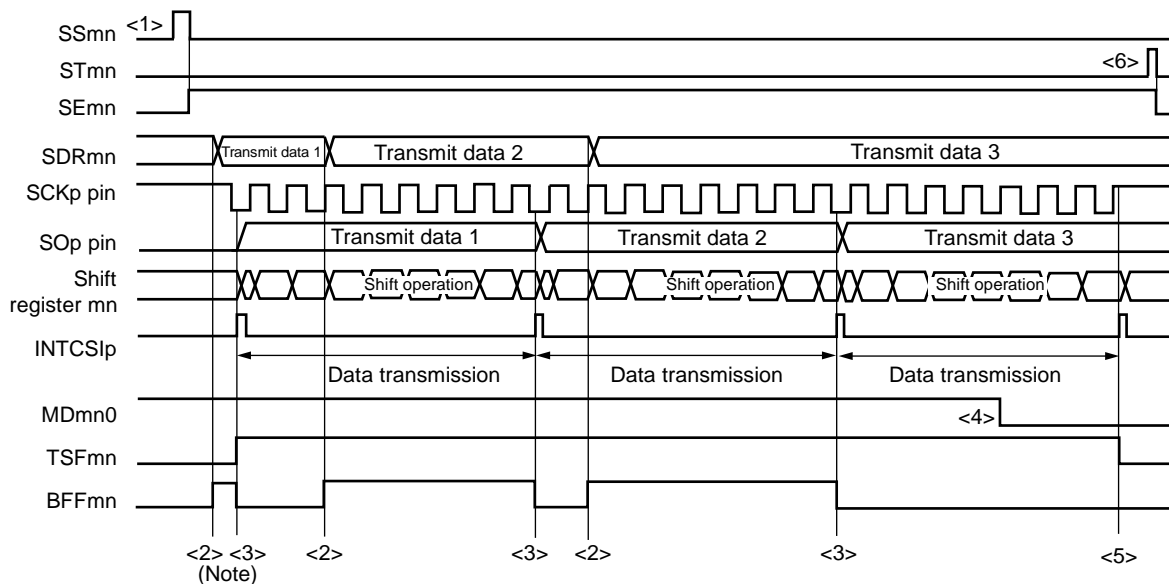 <1>
SSmn
STmn
<6>
SEmn
SDRmn
Transmit data 1
Transmit data 2
Transmit data 3
SCKp pin
SOp pin
Transmit data 1
Transmit data 2
Transmit data 3
Shift
register mn
Shift operation
Shift operation
Shift operation
INTCSIp
Data transmission
Data transmission
Data transmission
MDmn0
<4>
TSFmn
BFFmn
<2>
(Note)
<3>
<2>
<3>
<2>
<3>
<5>